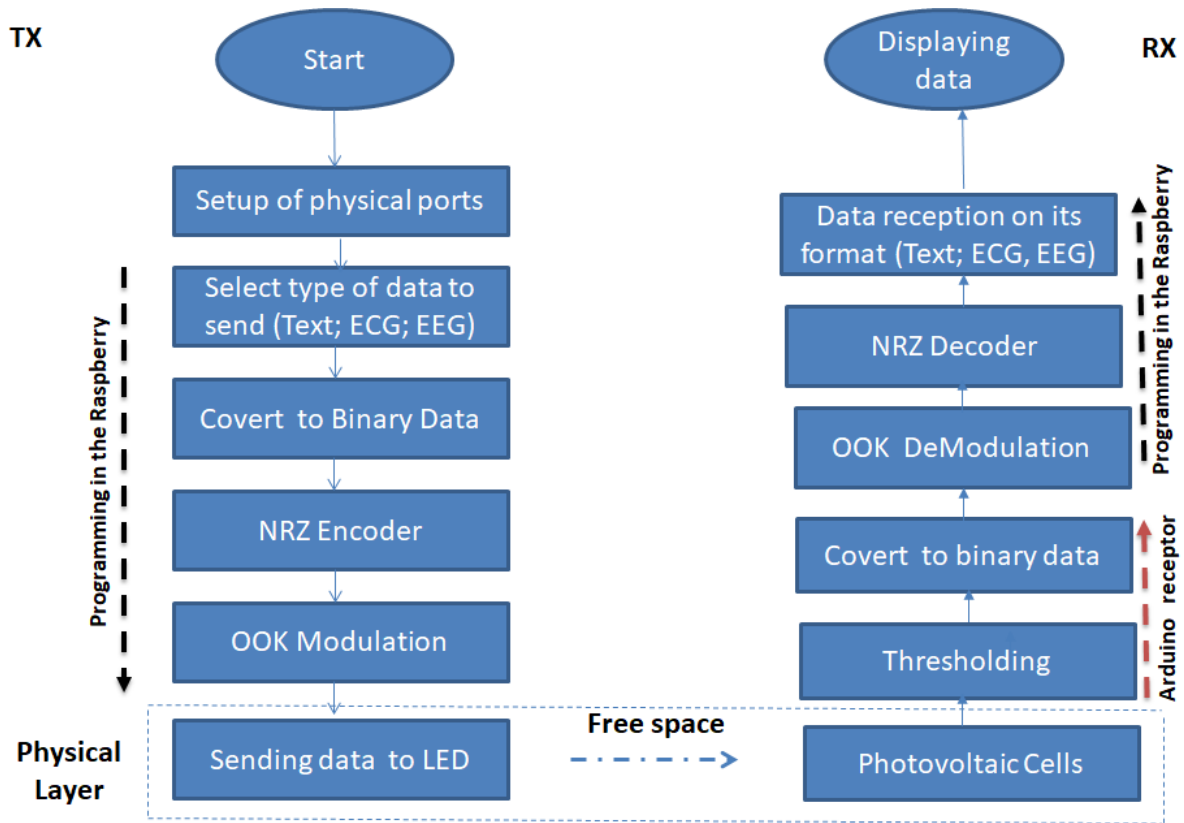 TX
Start
Setup of physical ports
Select type of data to
send (Text; ECG; EEG)
Covert to Binary Data
NRZ Encoder
OOK Modulation
Programming in the Raspberry
Physical
Layer
Sending data to LED
Free space
Photovoltaic Cells
Thresholding
Covert to binary data
Arduino receptor
OOK DeModulation
NRZ Decoder
Data reception on its
format (Text; ECG, EEG)
Programming in the Raspberry
Displaying
data
RX